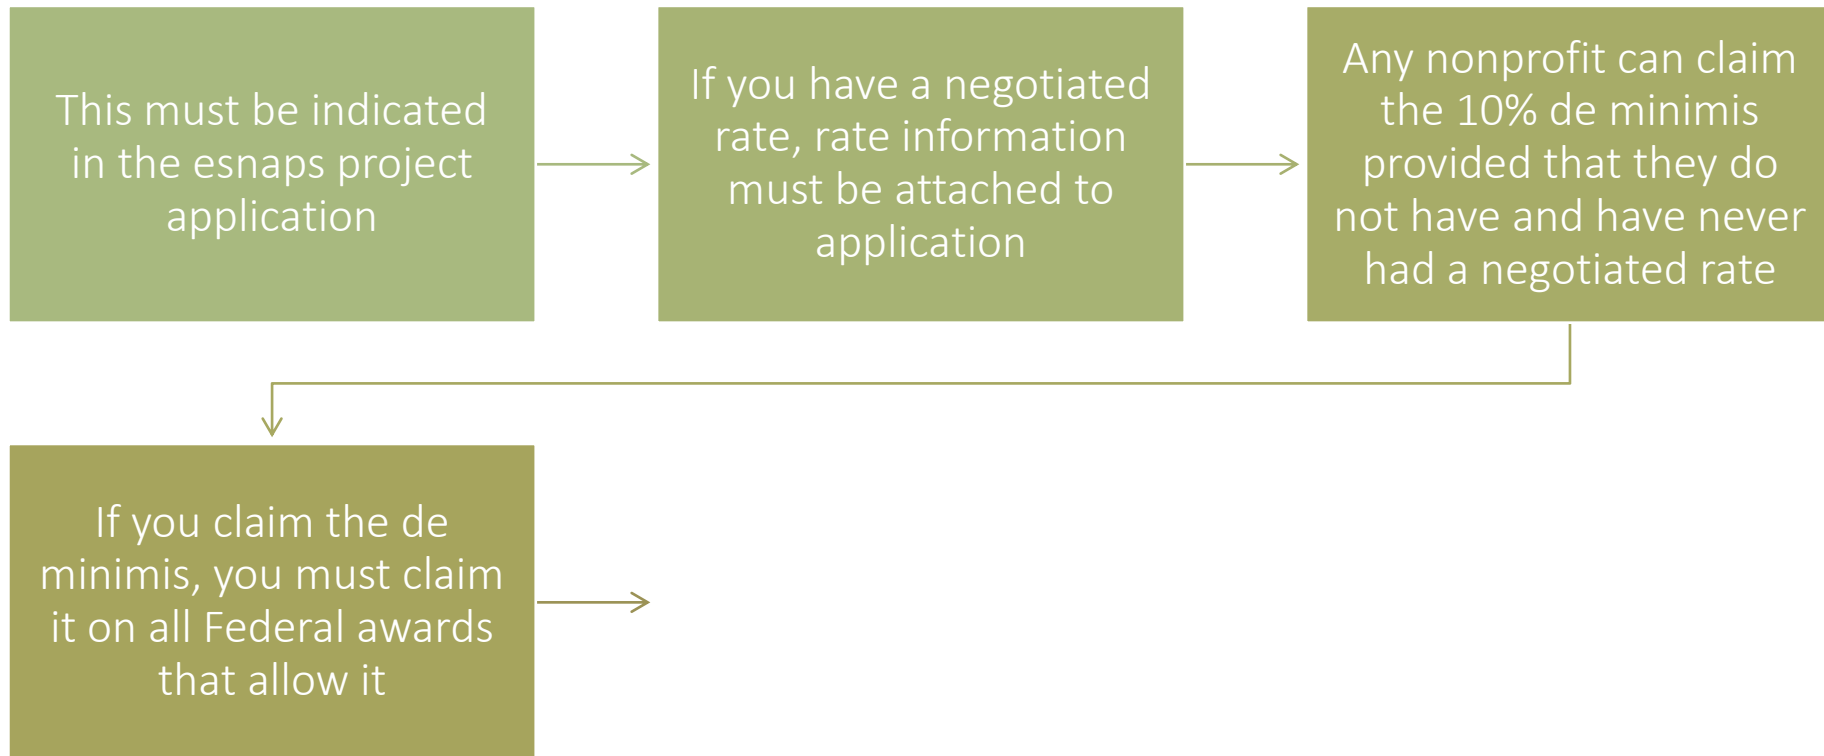 This must be indicated
in the esnaps project
application
If you have a negotiated
rate, rate information
must be attached to
application
Any nonprofit can claim
the 10% de minimis
provided that they do
not have and have never
had a negotiated rate
If you claim the de
minimis, you must claim
it on all Federal awards
that allow it